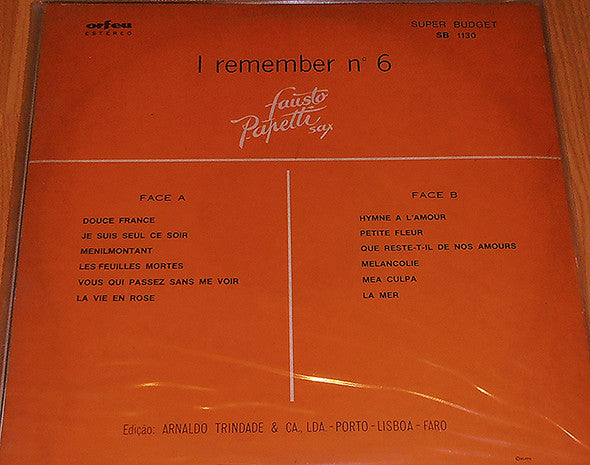 orfeu
ESTÉREO
SUPER BUDGET
SB 1130
I remember n° 6
fausto
Papetti
sax
FACE A
DOUCE FRANCE
JE SUIS SEUL CE SOIR
MENILMONTANT
LES FEUILLES MORTES
VOUS QUI PASSEZ SANS ME VOIR
LA VIE EN ROSE
FACE B
HYMNE A L'AMOUR
PETITE FLEUR
QUE RESTE-T-IL DE NOS AMOURS
MELANCOLIE
MEA CULPA
LA MER
Edição: ARNALDO TRINDADE & CA., LDA. - PORTO - LISBOA - FARO